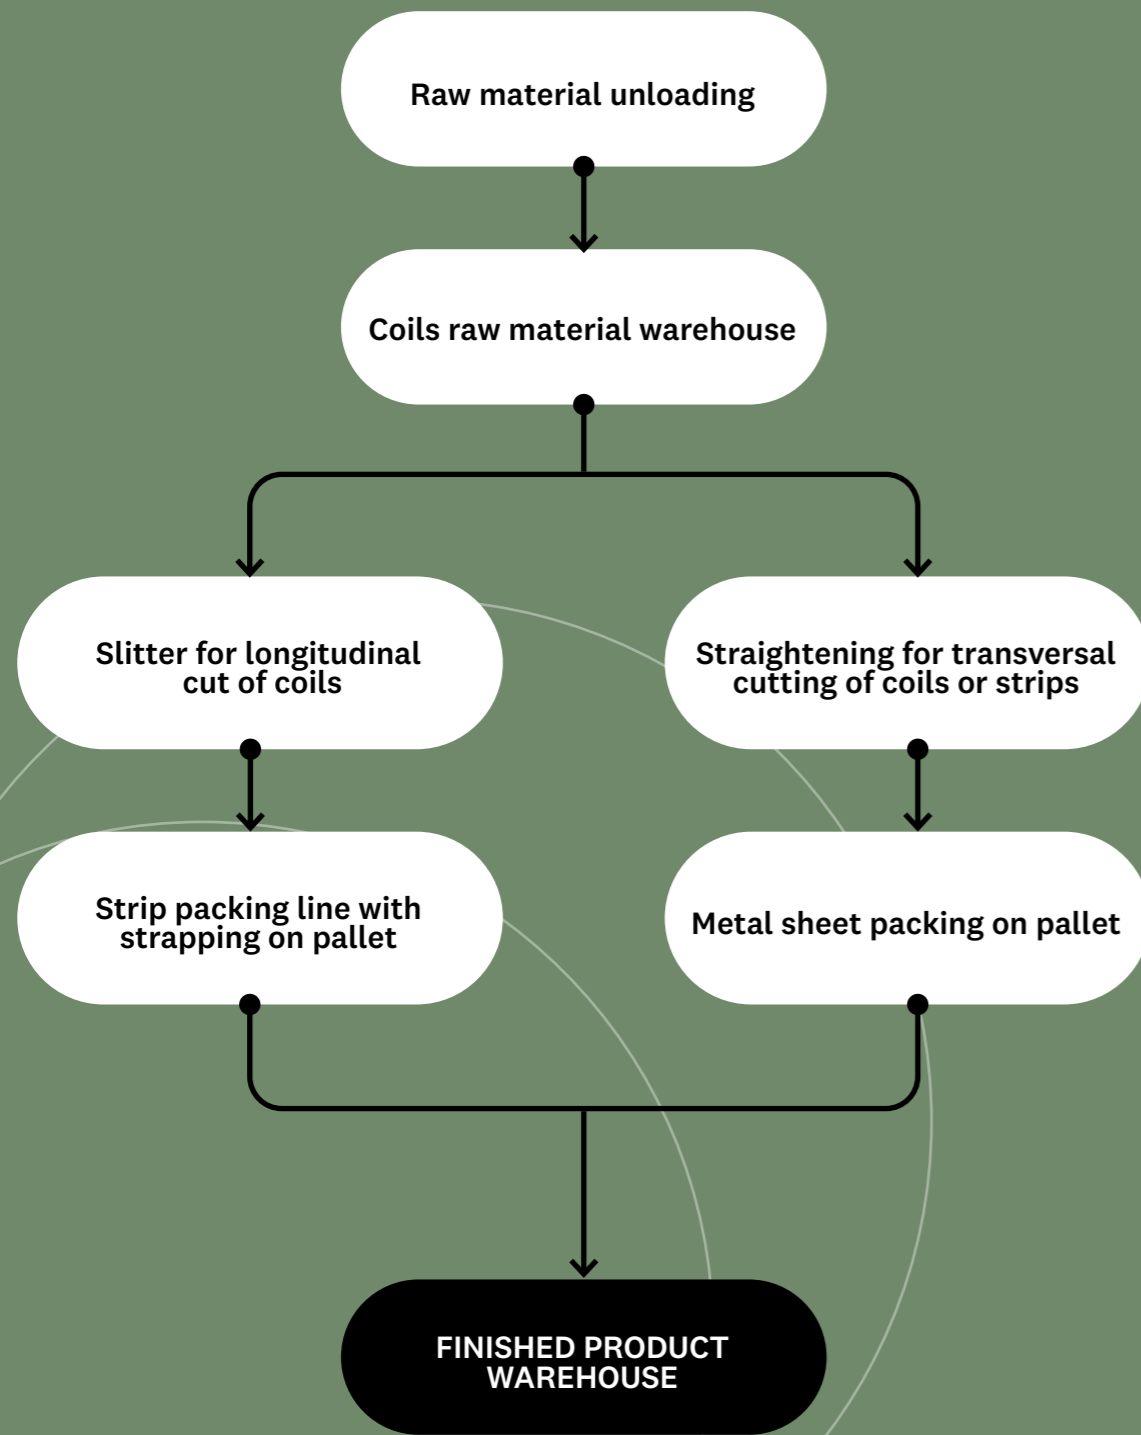 Raw material unloading
Coils raw material warehouse
Slitter for longitudinal
cut of coils
Straightening for transversal
cutting of coils or strips
Strip packing line with
strapping on pallet
Metal sheet packing on pallet
FINISHED PRODUCT
WAREHOUSE